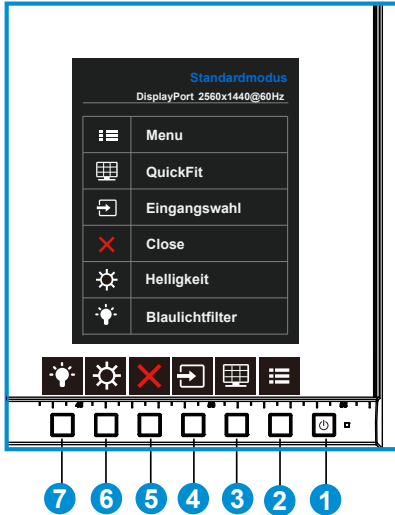 Standardmodus
DisplayPort 2560x1440@60Hz
Menu
QuickFit
Eingangswahl
Close
Helligkeit
Blaulichtfilter
7 6 5 4 3 2 1